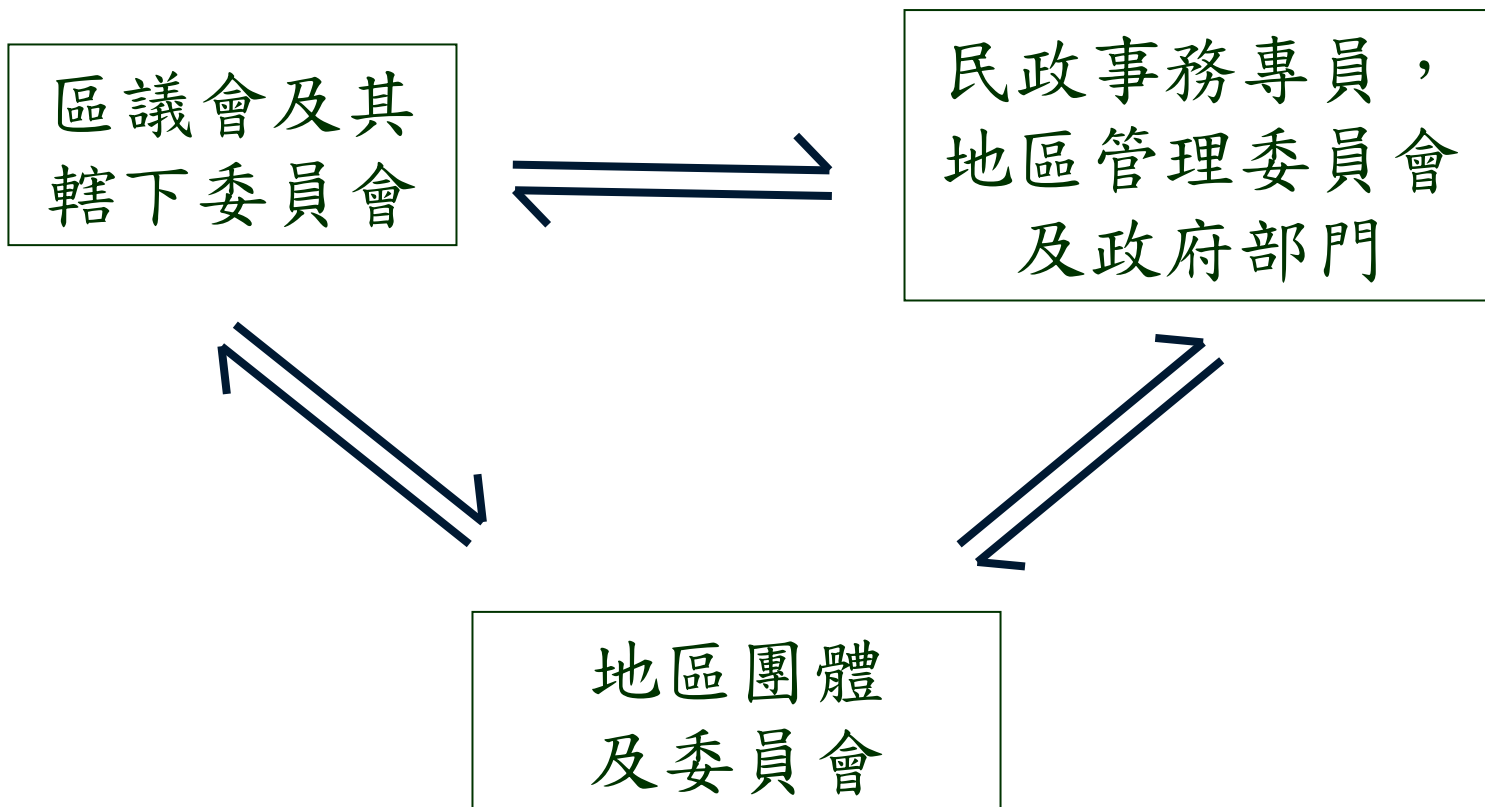 區議會及其
轄下委員會
民政事務專員，
地區管理委員會
及政府部門
地區團體
及委員會